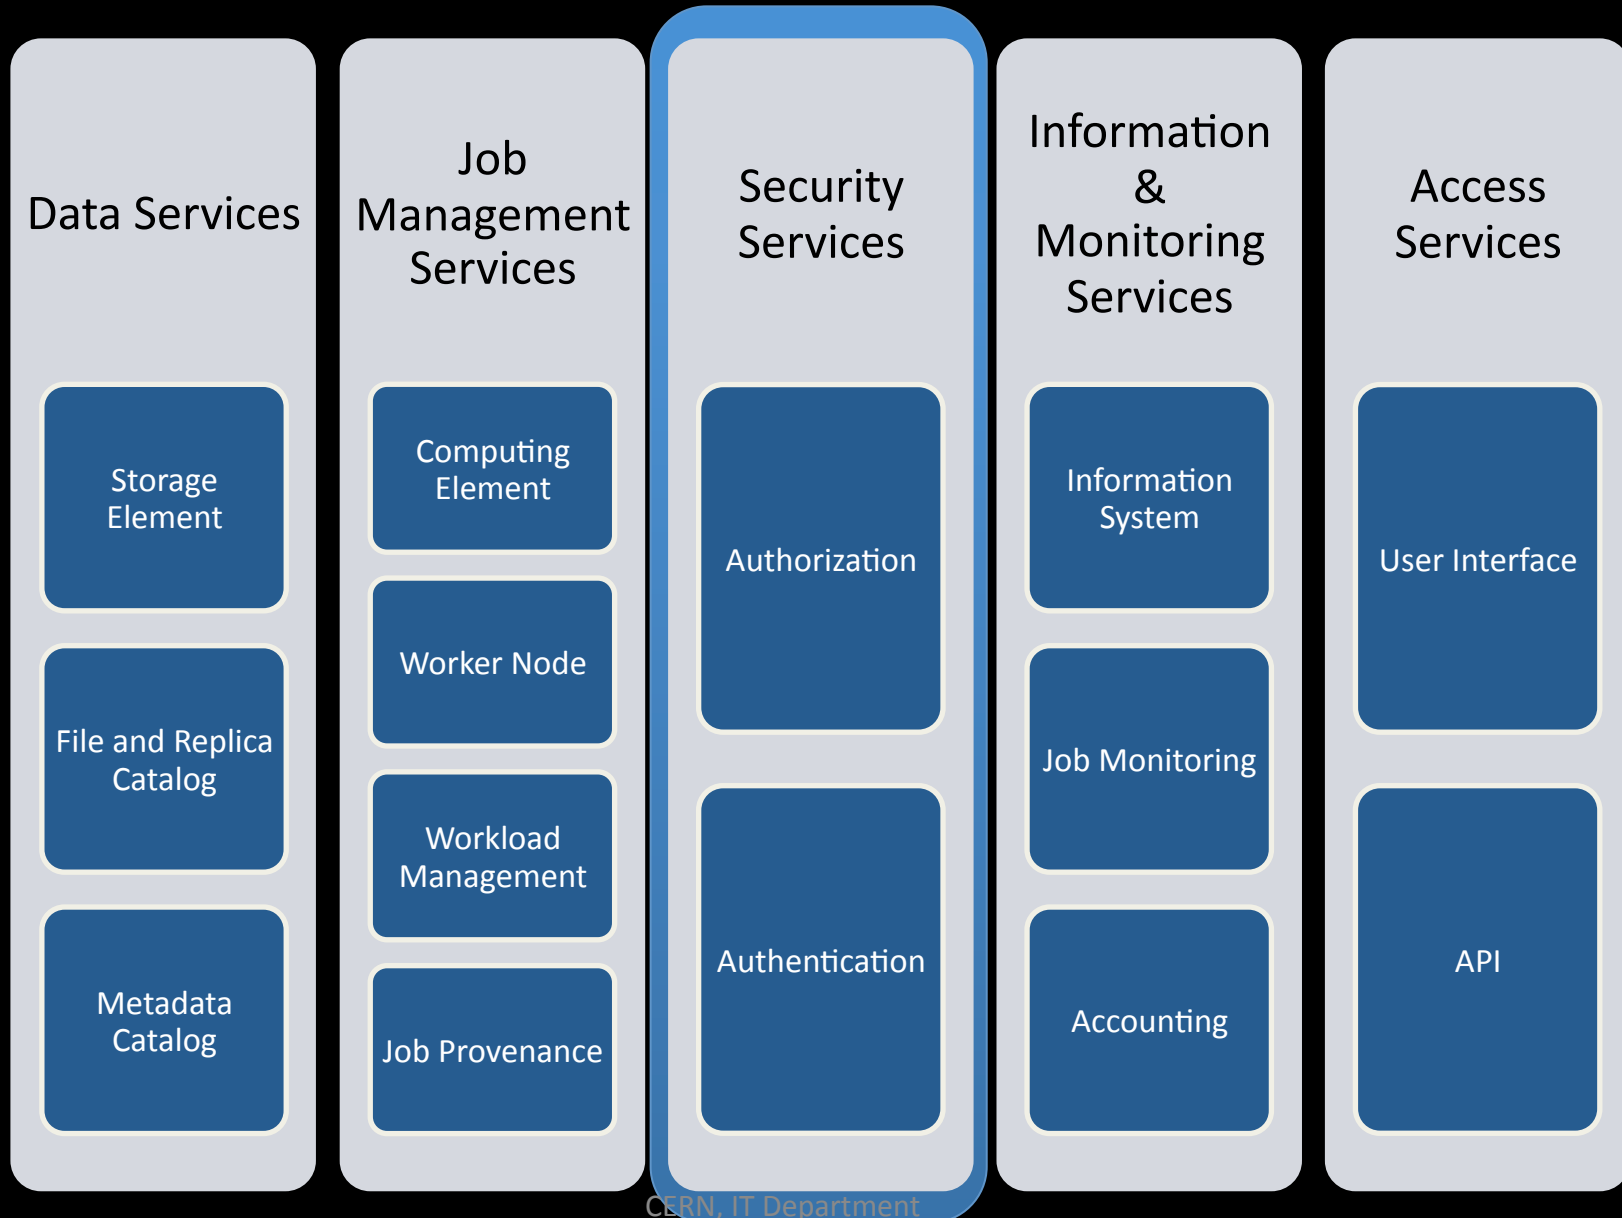 Data Services
Storage
Element
File and Replica
Catalog
Metadata
Catalog
Job
Management
Services
Computing
Element
Worker Node
Workload
Management
Job Provenance
Security
Services
Authorization
Authentication
Information
&
Monitoring
Services
Information
System
Job Monitoring
Accounting
Access
Services
User Interface
API
CERN, IT Department